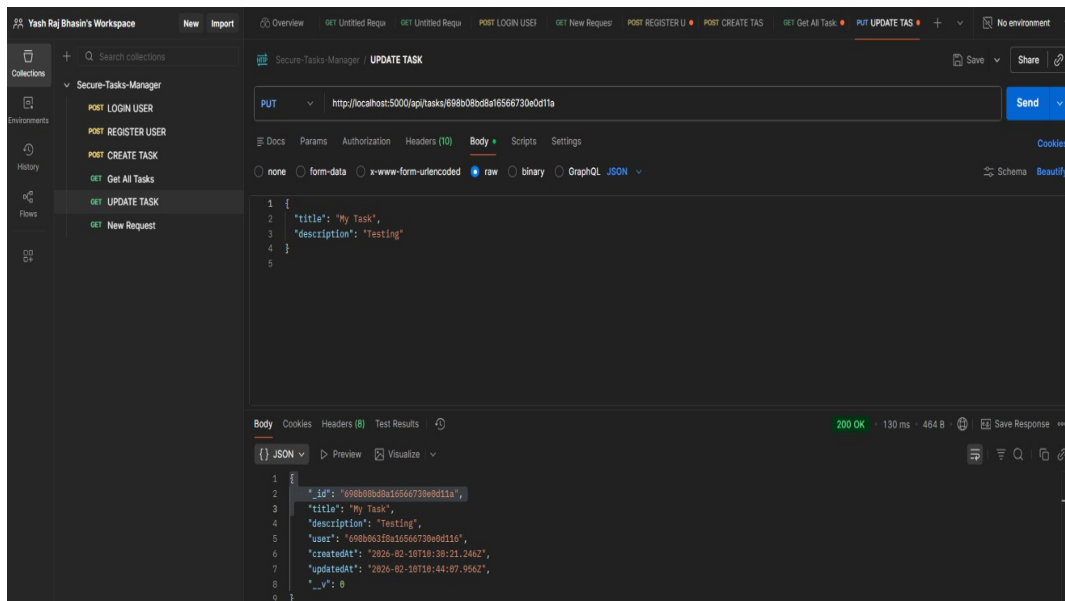 Yash Raj Bhasin's Workspace New Import
Overview GET Untitled Reque GET Untitled Reque POST LOGIN USEF GET New Request POST REGISTER U POST CREATE TAS GET Get All Task: PUT UPDATE TAS + No environment
Collections
Environments
History
Flows
+ Search collections
Secure-Tasks-Manager
POST LOGIN USER
POST REGISTER USER
POST CREATE TASK
GET Get All Tasks
GET UPDATE TASK
GET New Request
HTTP Secure-Tasks-Manager / UPDATE TASK Save Share
PUT http://localhost:5000/api/tasks/698b08bd8a16566730e0d11a Send
Docs Params Authorization Headers (10) Body Scripts Settings Cookies
none form-data x-www-form-urlencoded raw binary GraphQL JSON Schema Beautify
1 {
2 "title": "My Task",
3 "description": "Testing"
4 }
5
Body Cookies Headers (8) Test Results 200 OK 130 ms 464 B Save Response
{} JSON Preview Visualize
1 {
2 "_id": "698b08bd8a16566730e0d11a",
3 "title": "My Task",
4 "description": "Testing",
5 "user": "698b063f8a16566730e0d116",
6 "createdAt": "2026-02-10T10:30:21.246Z",
7 "updatedAt": "2026-02-10T10:44:07.956Z",
8 "__v": 0
9 }